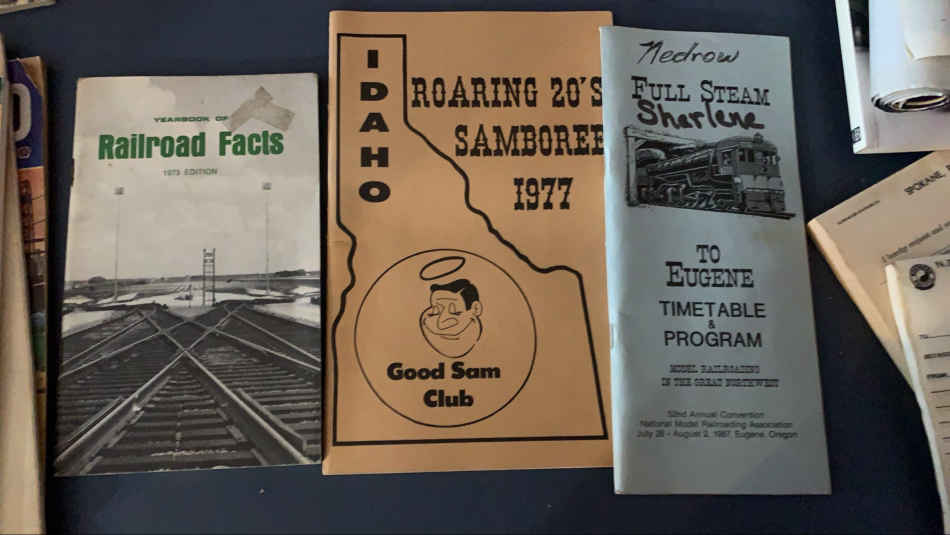 YEARBOOK OF
Railroad Facts
1973 EDITION
IDAHO
ROARING 20'S
SAMBOREE
1977
Good Sam
Club
Nedrow
FULL STEAM
Sharlene
TO
EUGENE
TIMETABLE
&
PROGRAM
MODEL RAILROADING
IN THE GREAT NORTHWEST
52nd Annual Convention
National Model Railroading Association
July 26 - August 2, 1987, Eugene, Oregon
SPOKANE